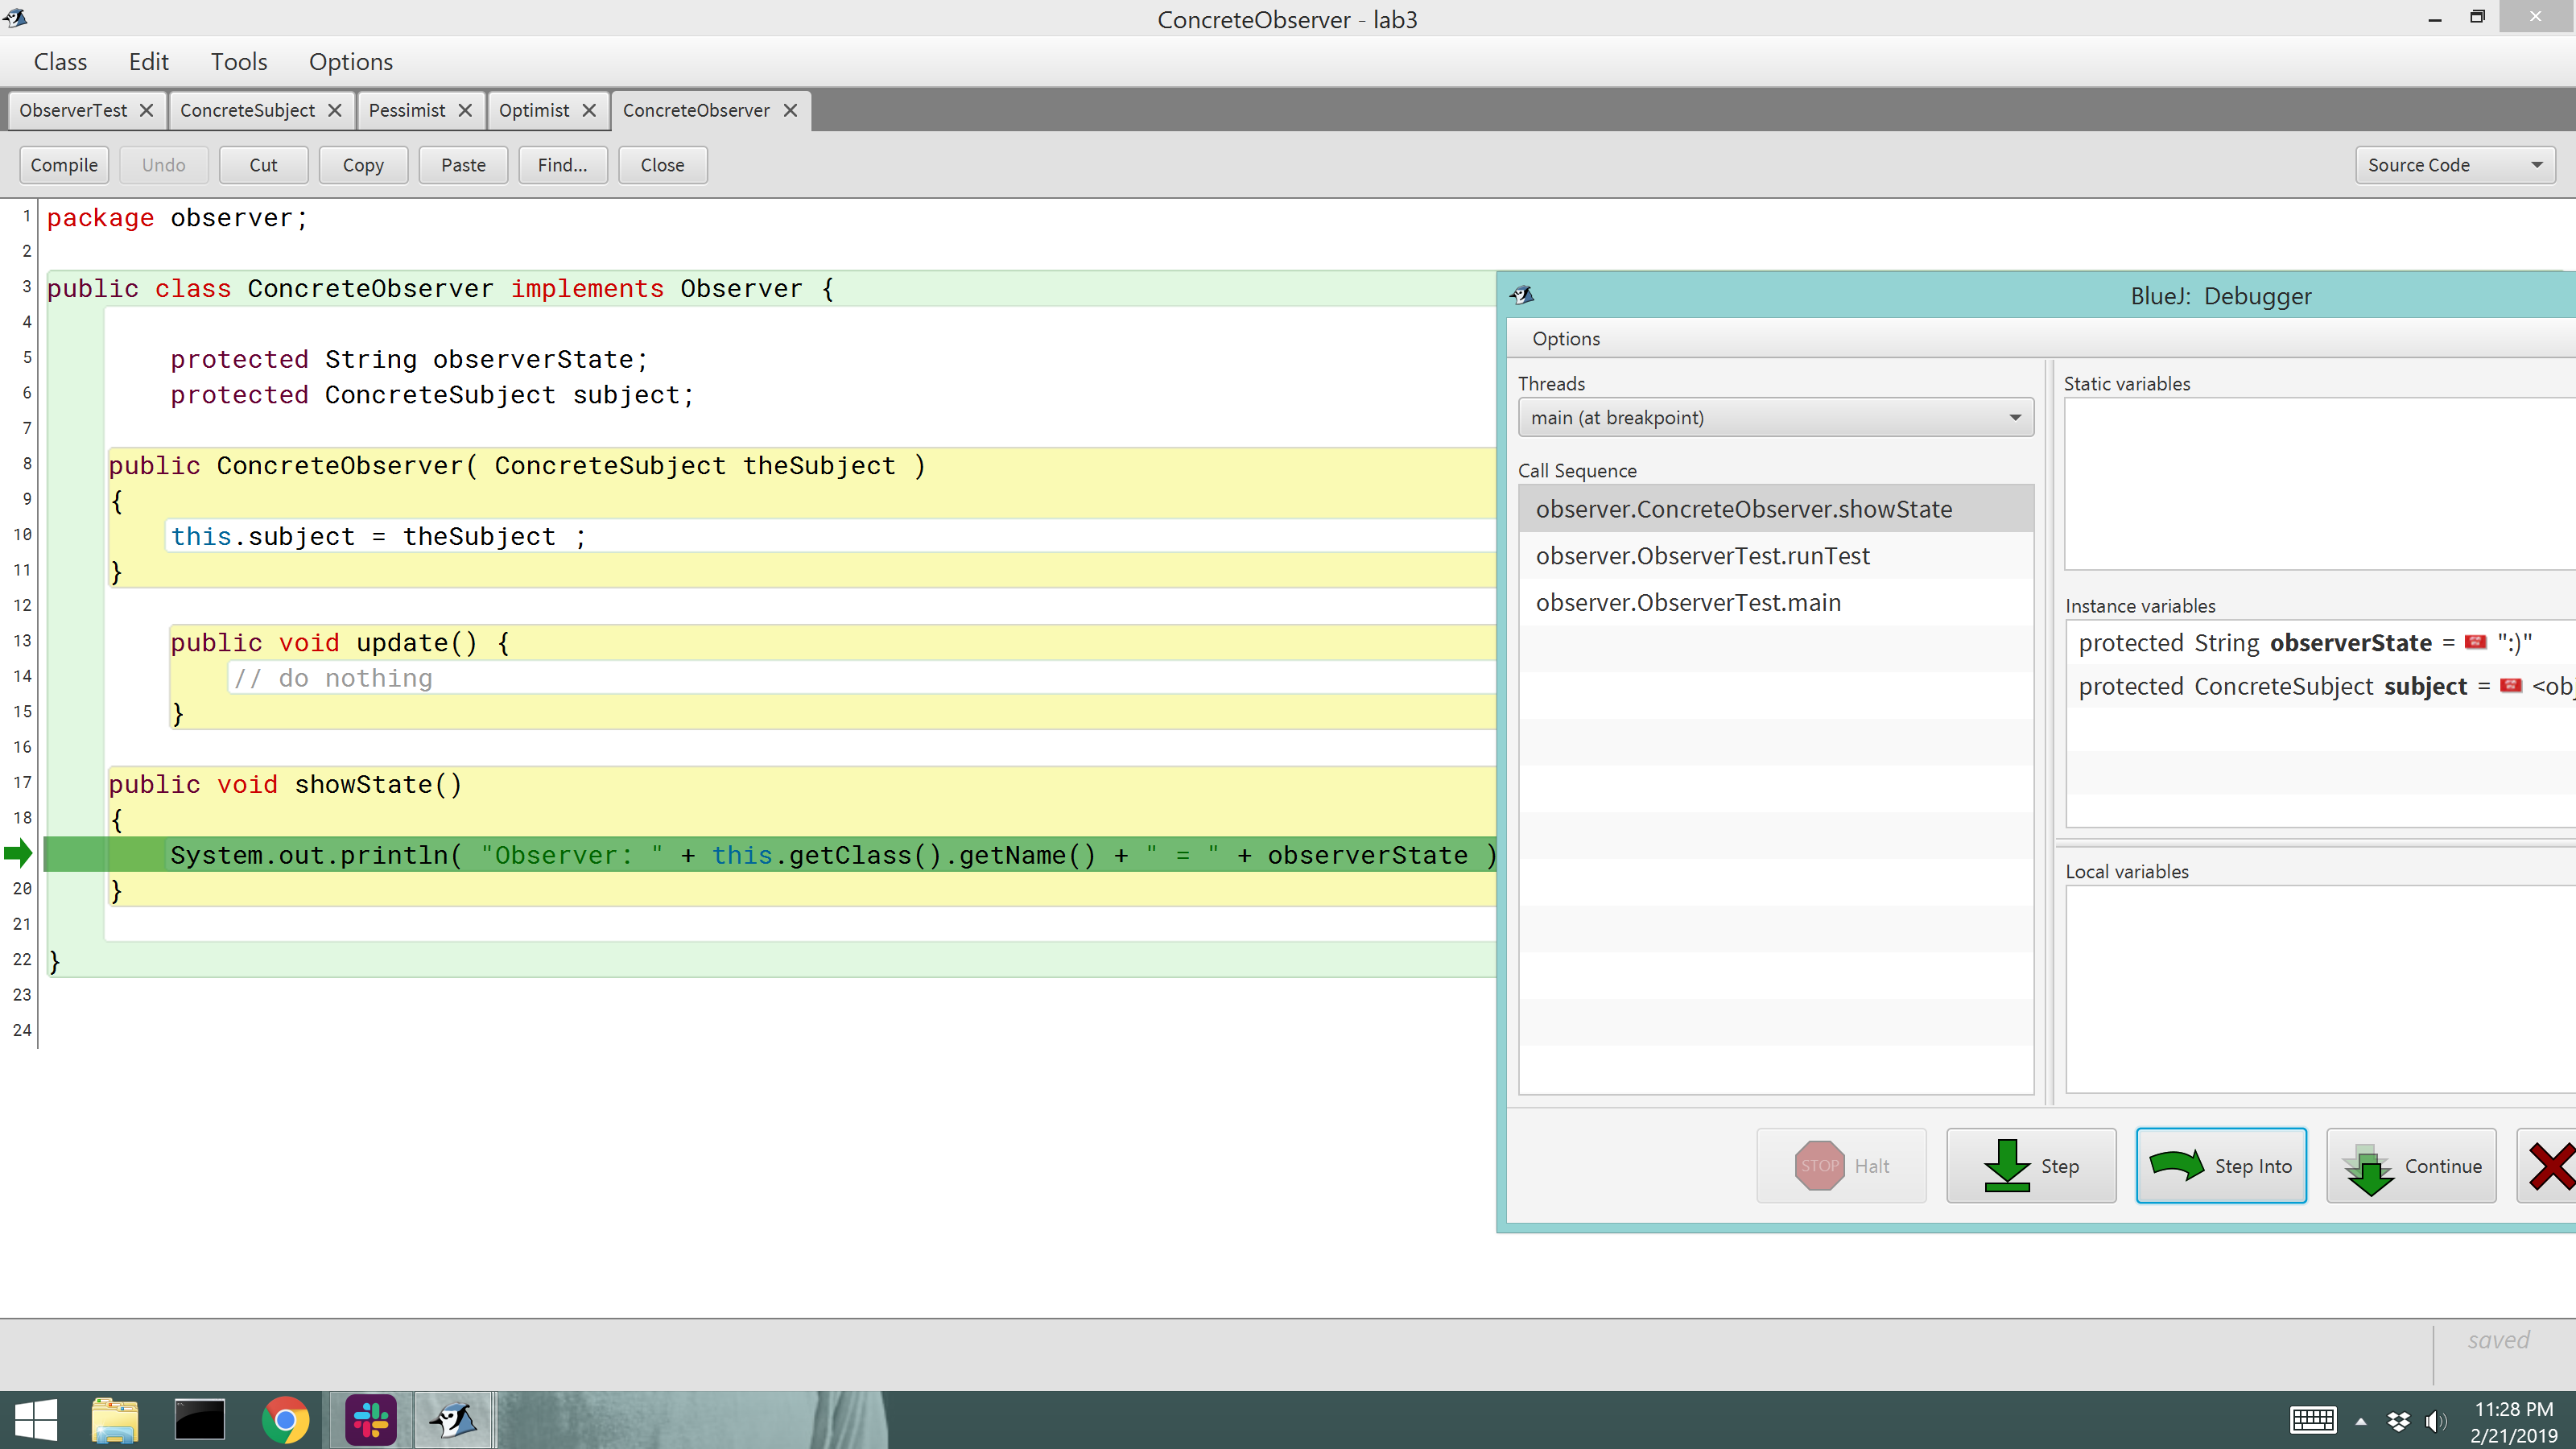 ConcreteObserver - lab3
Class Edit Tools Options
ObserverTest ConcreteSubject Pessimist Optimist ConcreteObserver
Compile Undo Cut Copy Paste Find... Close Source Code
1 package observer;
2
3 public class ConcreteObserver implements Observer {
4
5 protected String observerState;
6 protected ConcreteSubject subject;
7
8 public ConcreteObserver( ConcreteSubject theSubject )
9 {
10 this.subject = theSubject ;
11 }
12
13 public void update() {
14 // do nothing
15 }
16
17 public void showState()
18 {
System.out.println( "Observer: " + this.getClass().getName() + " = " + observerState )
20 }
21
22 }
23
24
BlueJ: Debugger
Options
Threads
main (at breakpoint)
Call Sequence
observer.ConcreteObserver.showState
observer.ObserverTest.runTest
observer.ObserverTest.main
Static variables
Instance variables
protected String observerState = ":)"
protected ConcreteSubject subject = <obj
Local variables
STOP Halt Step Step Into Continue
saved
11:28 PM
2/21/2019